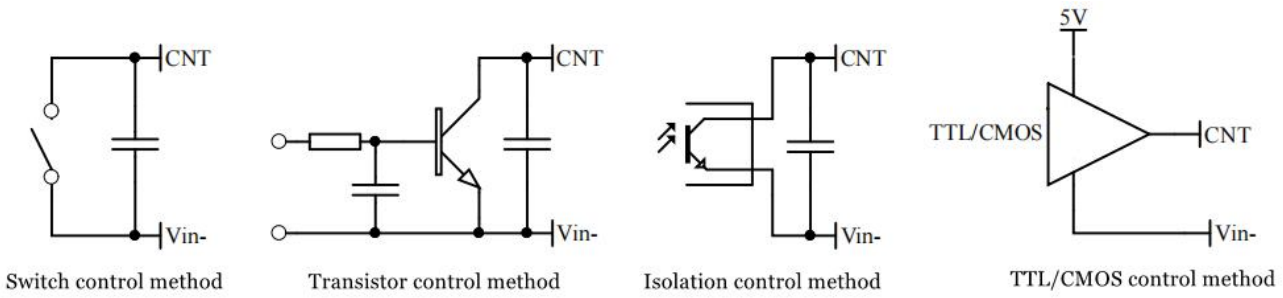 5V
CNT
CNT
CNT
TTL/CMOS
CNT
Vin-
Vin-
Vin-
Vin-
Switch control method
Transistor control method
Isolation control method
TTL/CMOS control method